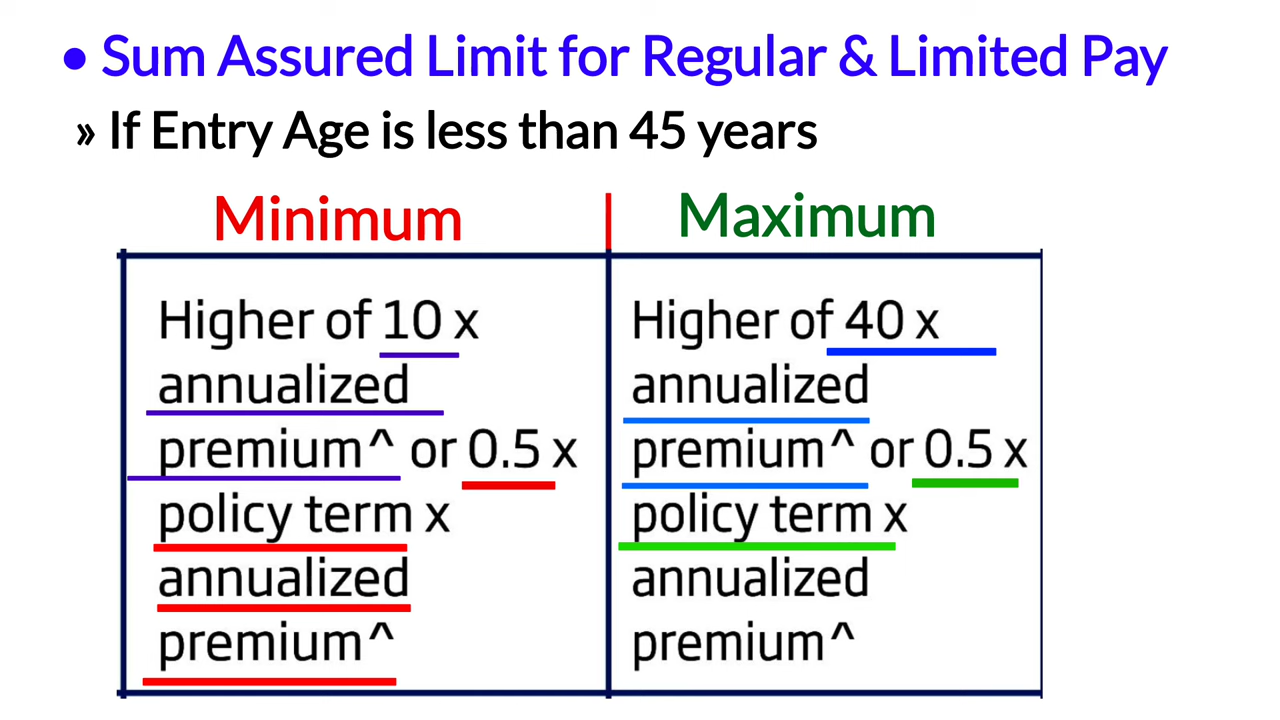 • Sum Assured Limit for Regular & Limited Pay
» If Entry Age is less than 45 years
Minimum
Maximum
Higher of 10 x
annualized
premium^ or 0.5 x
policy term x
annualized
premium^
Higher of 40 x
annualized
premium^ or 0.5 x
policy term x
annualized
premium^